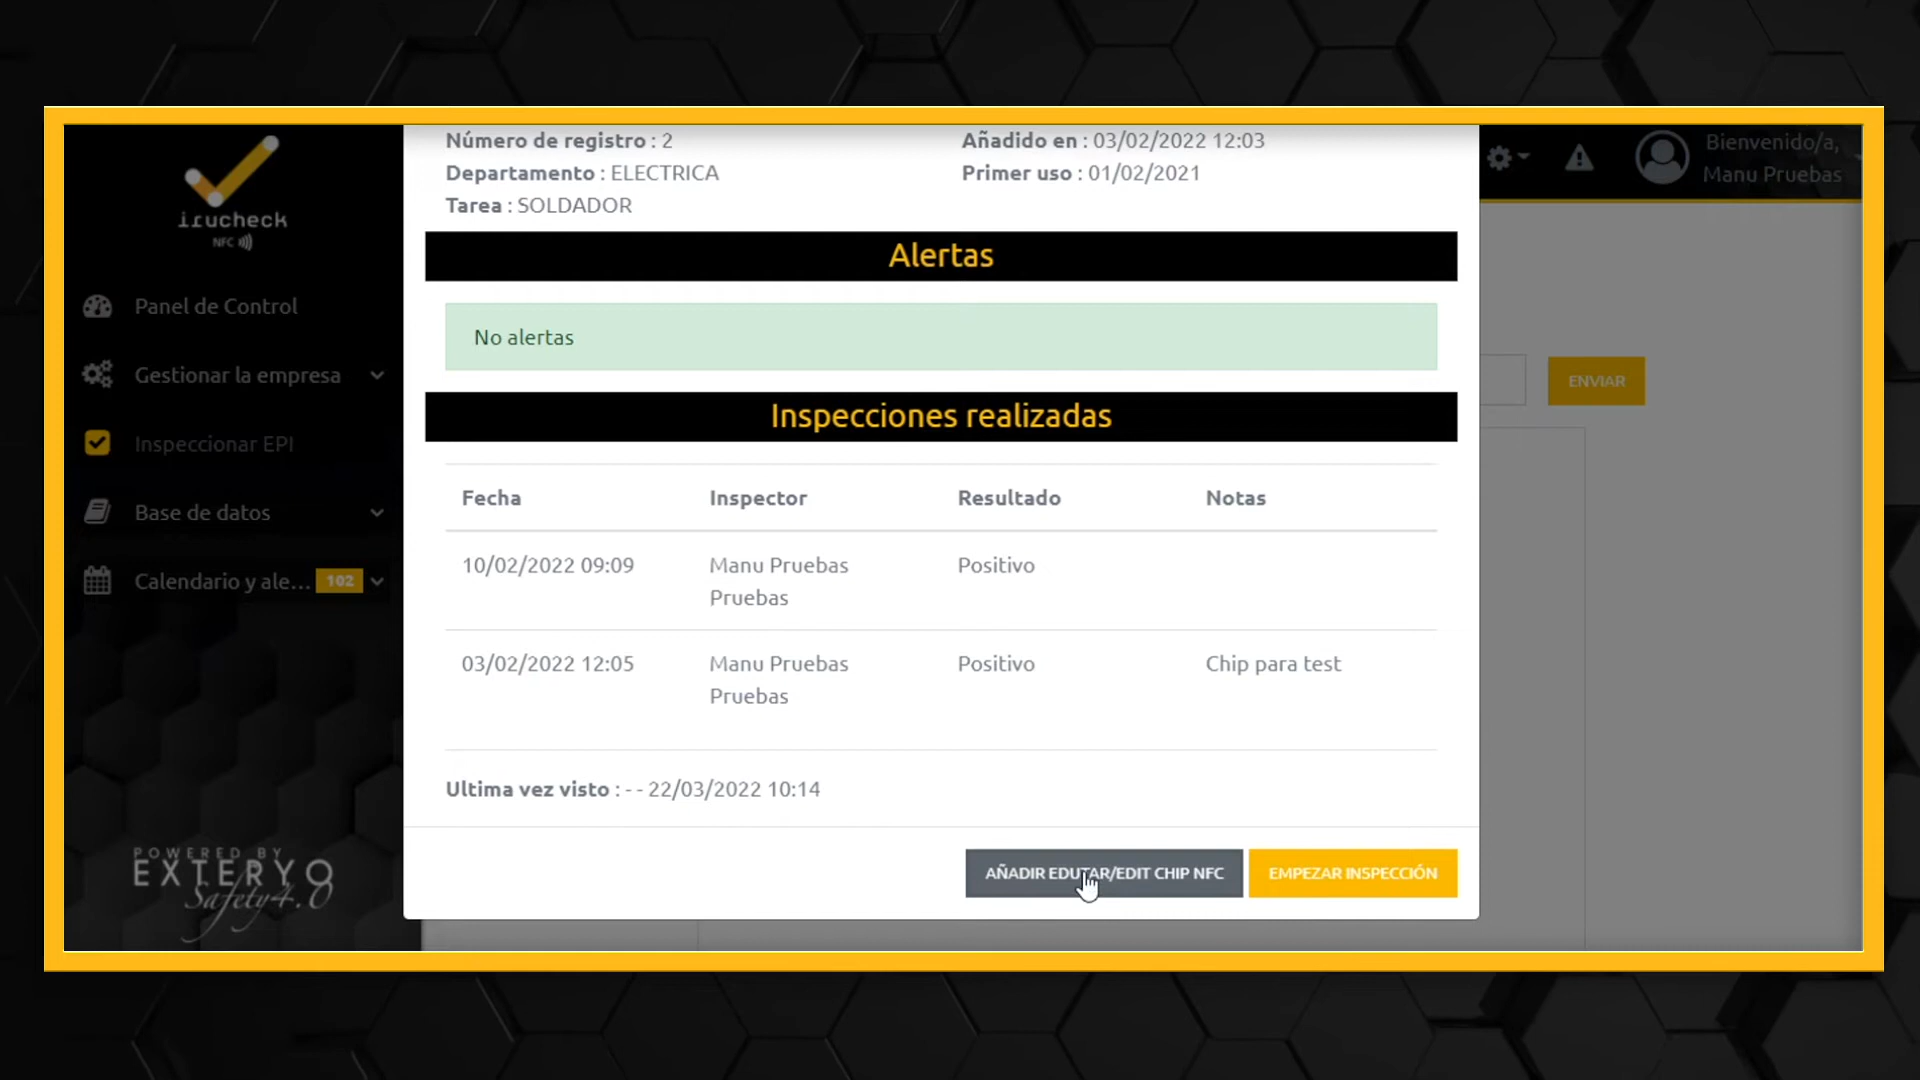 irucheck
NFC
Panel de Control
Gestionar la empresa
Inspeccionar EPI
Base de datos
Calendario y ale... 102
POWERED BY
EXTERYO
Safety4.0
Número de registro : 2
Añadido en : 03/02/2022 12:03
Departamento : ELECTRICA
Primer uso : 01/02/2021
Tarea : SOLDADOR
Alertas
No alertas
Inspecciones realizadas
Fecha Inspector Resultado Notas
10/02/2022 09:09 Manu Pruebas Positivo
Pruebas
03/02/2022 12:05 Manu Pruebas Positivo Chip para test
Pruebas
Ultima vez visto : - - 22/03/2022 10:14
AÑADIR EDUTAR/EDIT CHIP NFC EMPEZAR INSPECCIÓN
Bienvenido/a,
Manu Pruebas
ENVIAR